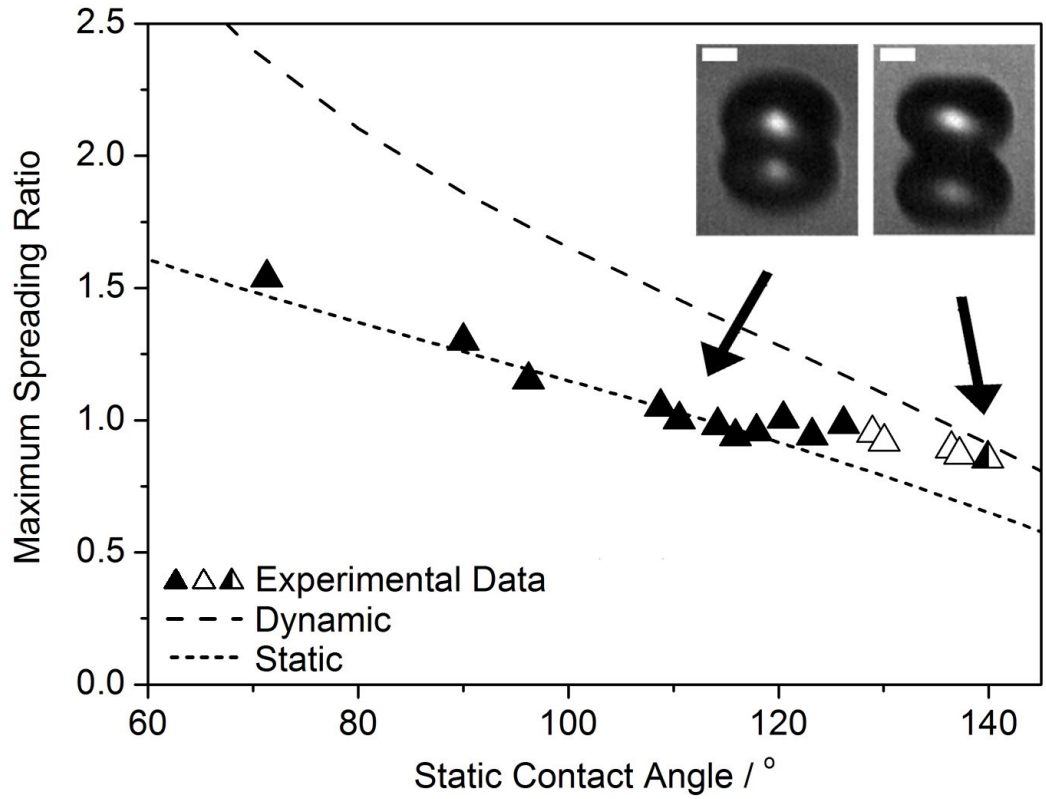 2.5
2.0
1.5
1.0
0.5
0.0
Maximum Spreading Ratio
Experimental Data
Dynamic
Static
60 80 100 120 140
Static Contact Angle / °